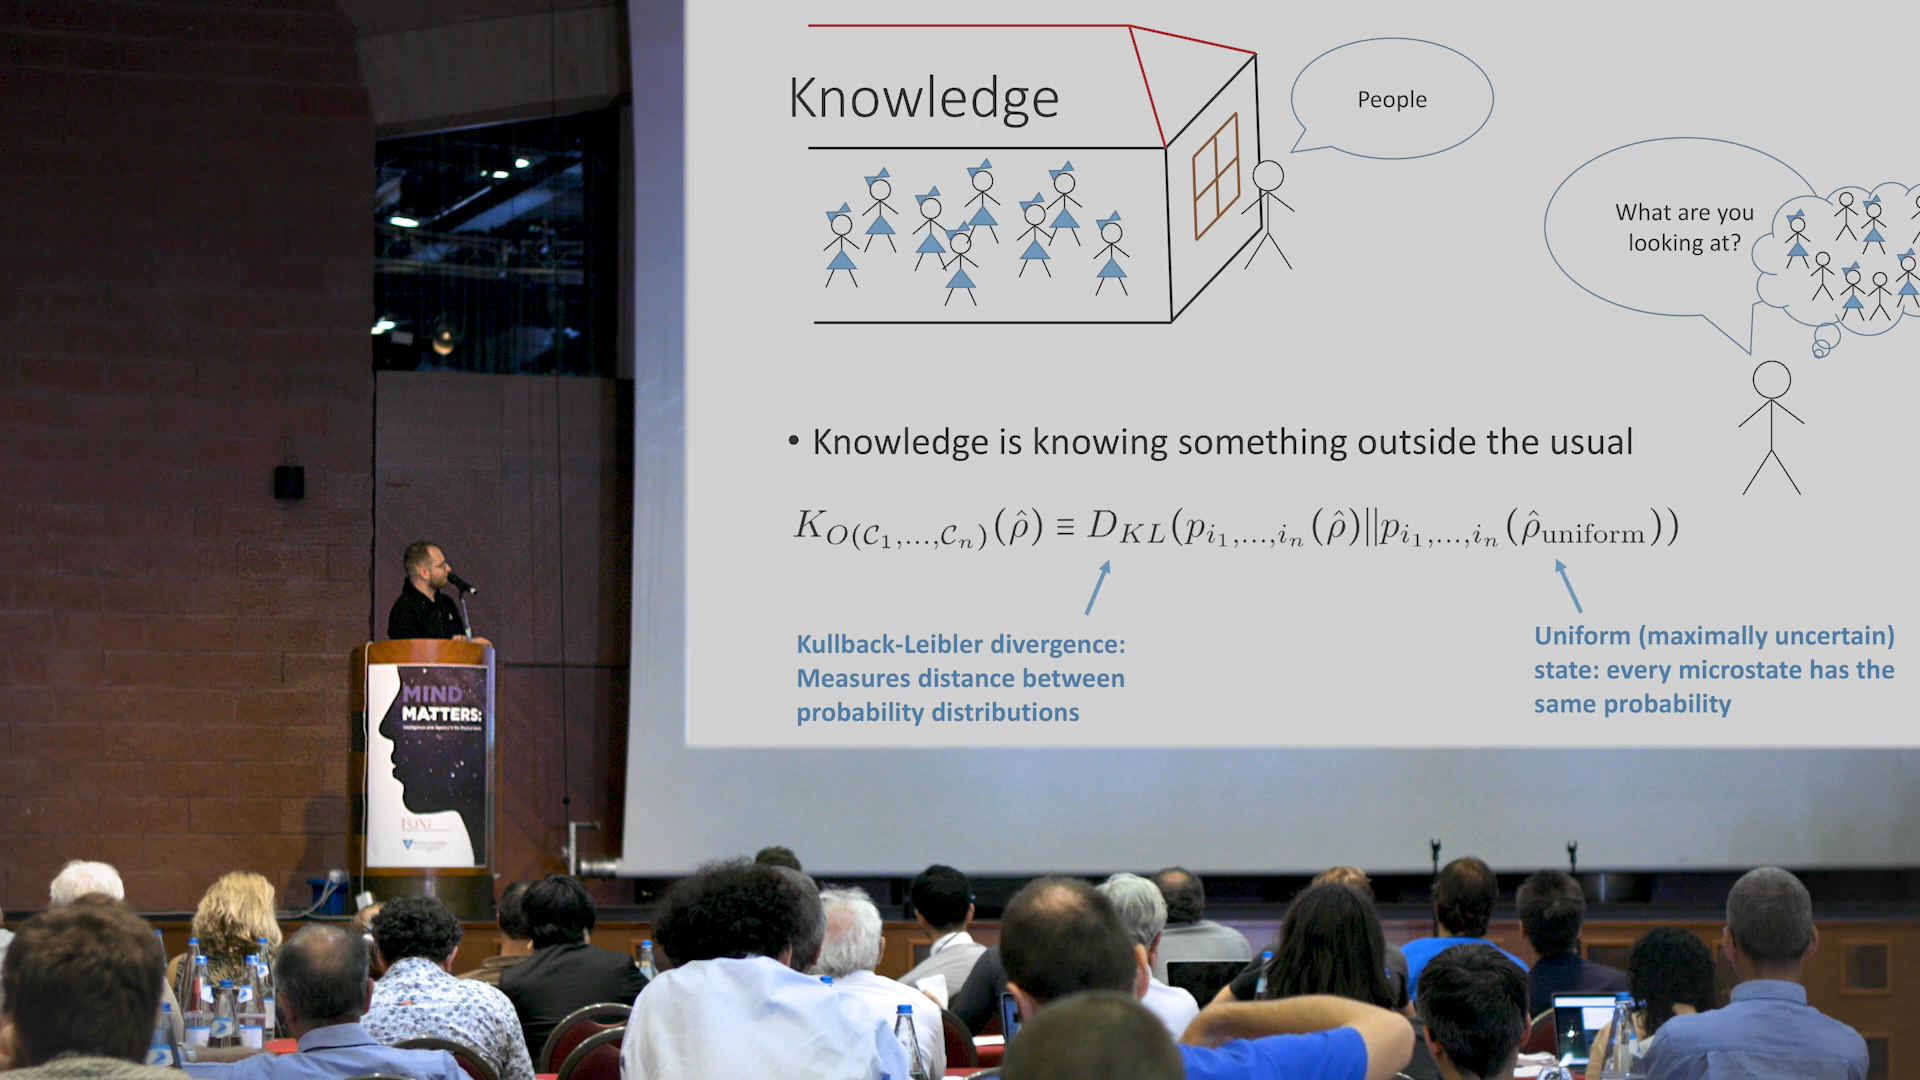 Knowledge
People
What are you
looking at?
• Knowledge is knowing something outside the usual
K_{O(𝒞_1,...,𝒞_n)}(ρ̂) ≡ D_{KL}(p_{i_1,...,i_n}(ρ̂)||p_{i_1,...,i_n}(ρ̂_{uniform}))
Kullback-Leibler divergence:
Measures distance between
probability distributions
Uniform (maximally uncertain)
state: every microstate has the
same probability
MIND
MATTERS:
FQXi